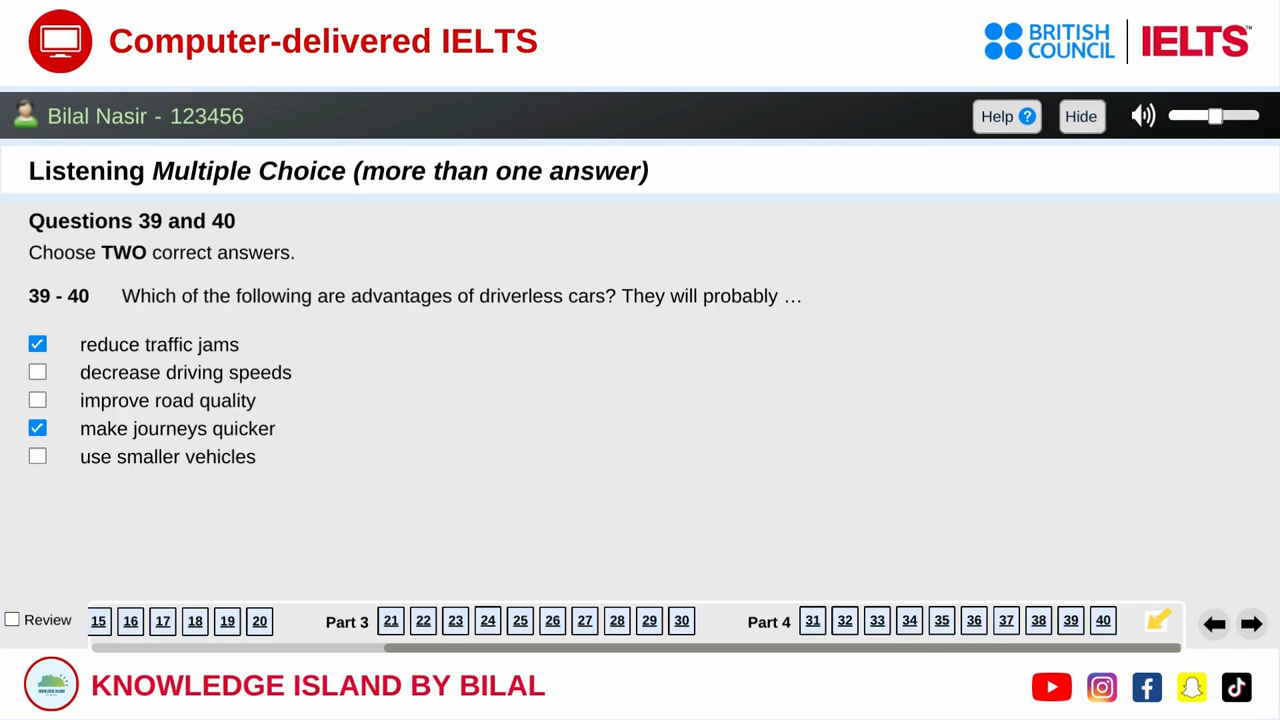 Computer-delivered IELTS
BRITISH
COUNCIL
IELTS™
Bilal Nasir - 123456
Help ?
Hide
Listening Multiple Choice (more than one answer)
Questions 39 and 40
Choose TWO correct answers.
39 - 40 Which of the following are advantages of driverless cars? They will probably …
reduce traffic jams
decrease driving speeds
improve road quality
make journeys quicker
use smaller vehicles
Review 15 16 17 18 19 20 Part 3 21 22 23 24 25 26 27 28 29 30 Part 4 31 32 33 34 35 36 37 38 39 40
KNOWLEDGE ISLAND BY BILAL